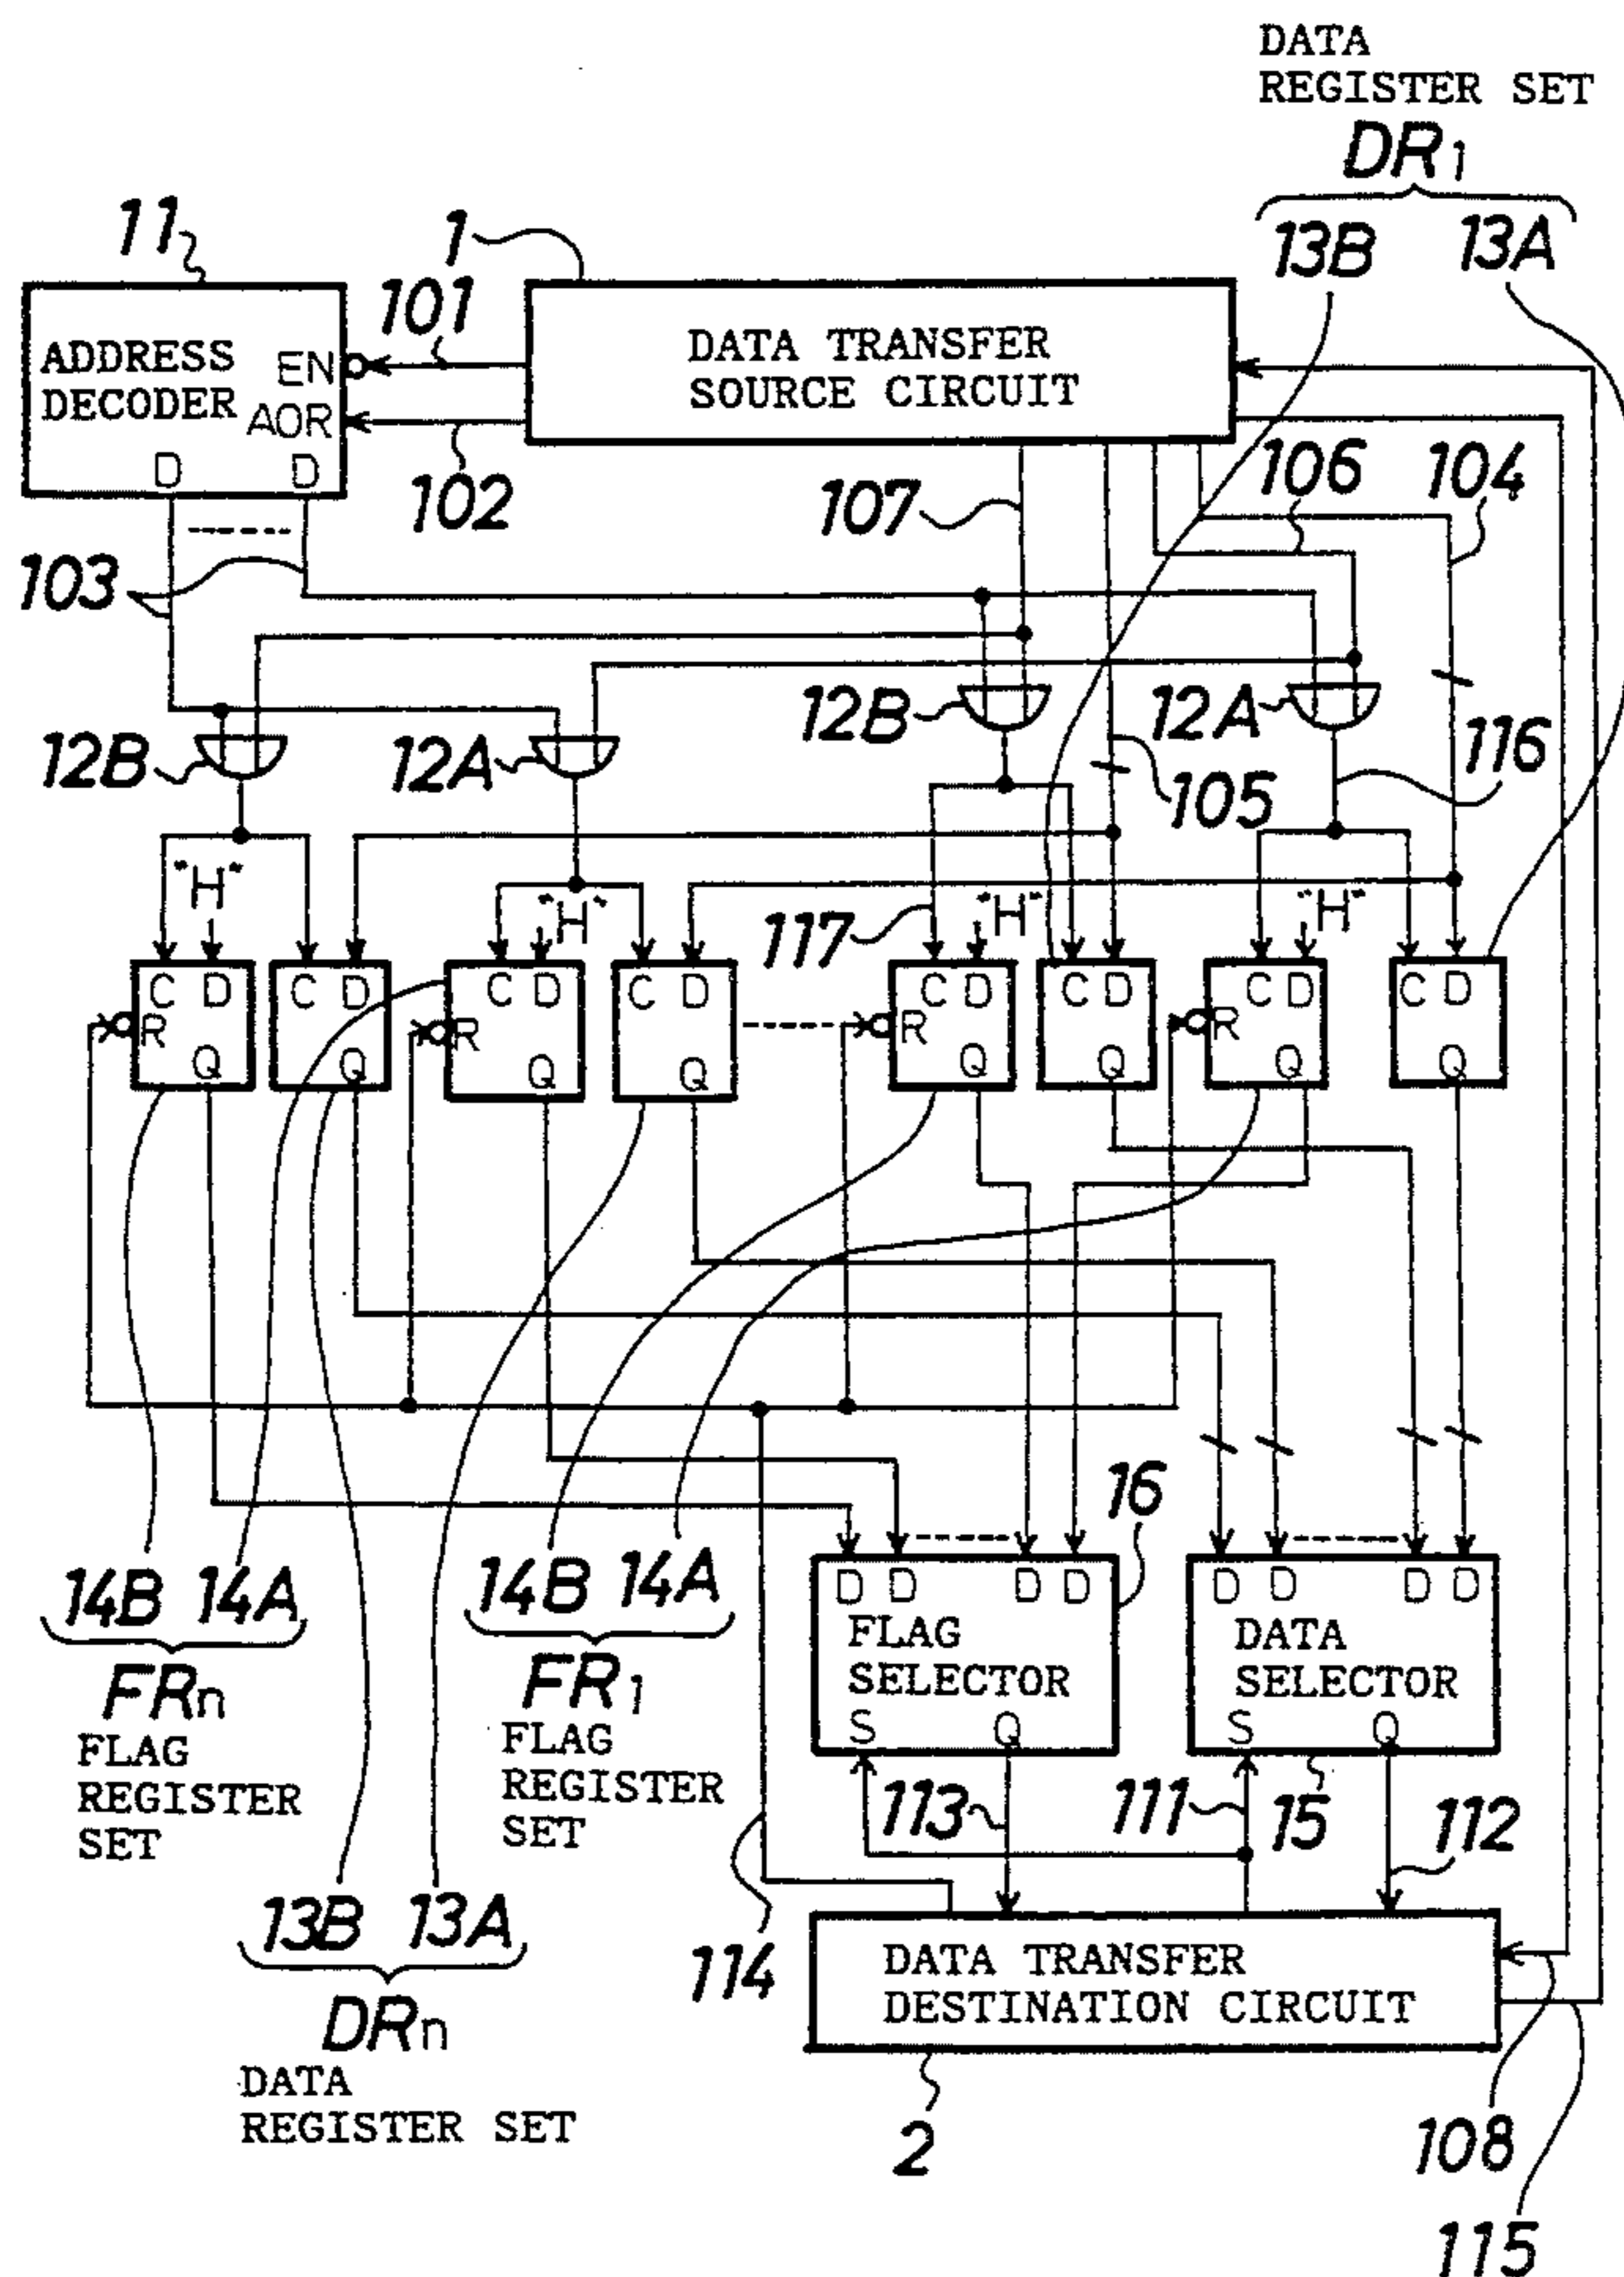 DATA
REGISTER SET
DR1
13B 13A
11
1
101
ADDRESS
DECODER
EN
AOR
D D
DATA TRANSFER
SOURCE CIRCUIT
102
107
106
104
103
12B
12A
12B
12A
116
105
"H"
"H"
117
"H"
"H"
C D
R
Q
C D
Q
C D
R
Q
C D
Q
C D
R
Q
C D
Q
C D
R
Q
C D
Q
16
14B 14A
FRn
FLAG
REGISTER
SET
14B 14A
FR1
FLAG
REGISTER
SET
D D D D
FLAG
SELECTOR
S Q
D D D D
DATA
SELECTOR
S Q
113
111
15
112
13B 13A
DRn
DATA
REGISTER SET
114
DATA TRANSFER
DESTINATION CIRCUIT
2
108
115